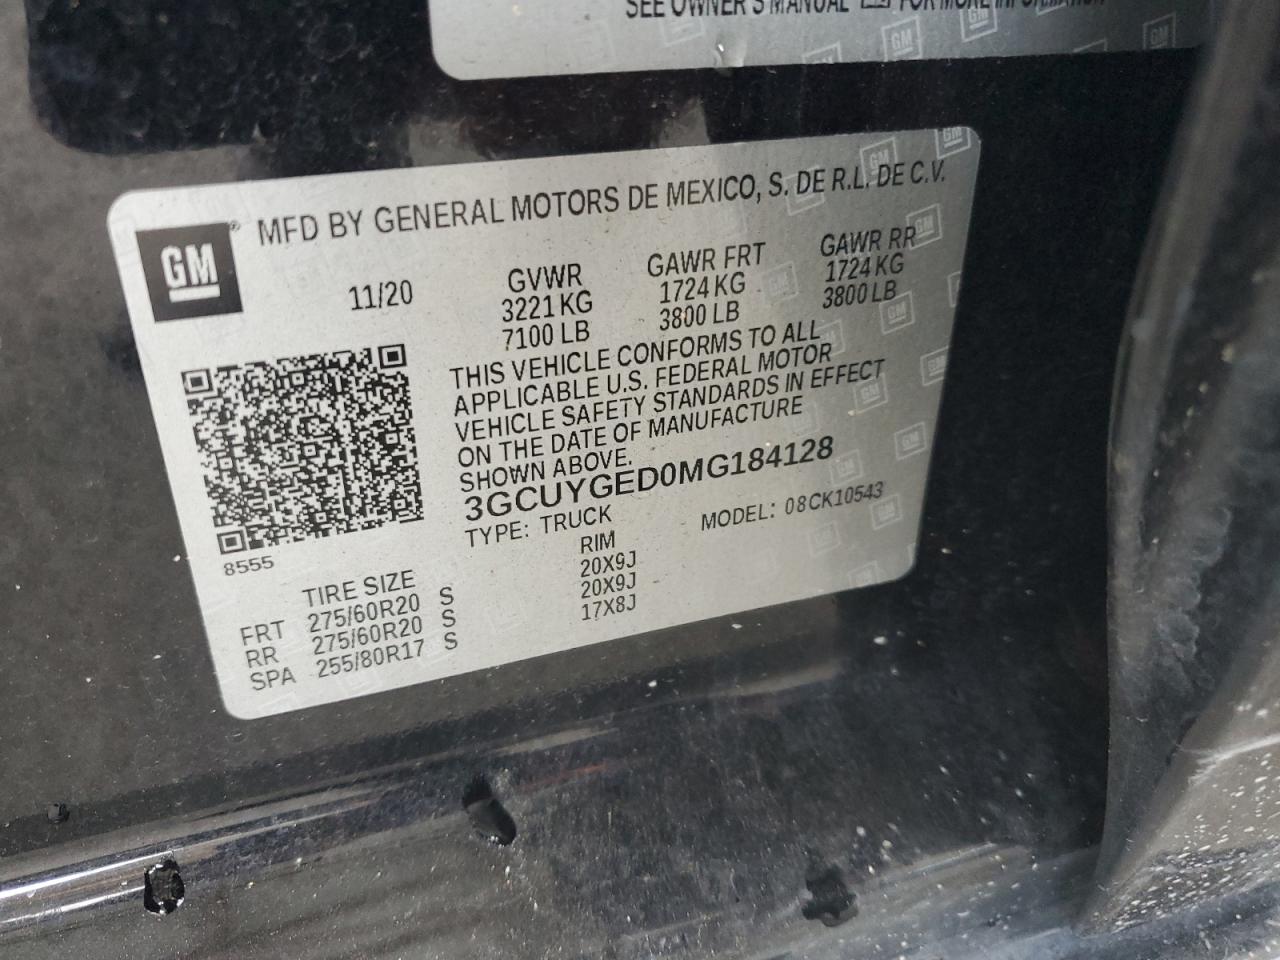 SEE OWNER'S MANUAL FOR MORE INFORMATION
GM ® MFD BY GENERAL MOTORS DE MEXICO, S. DE R.L. DE C.V.
11/20 GVWR GAWR FRT GAWR RR
3221 KG 1724 KG 1724 KG
7100 LB 3800 LB 3800 LB
THIS VEHICLE CONFORMS TO ALL
APPLICABLE U.S. FEDERAL MOTOR
VEHICLE SAFETY STANDARDS IN EFFECT
ON THE DATE OF MANUFACTURE
SHOWN ABOVE.
3GCUYGED0MG184128
TYPE: TRUCK MODEL: 08CK10543
8555
TIRE SIZE RIM
FRT 275/60R20 S 20X9J
RR 275/60R20 S 20X9J
SPA 255/80R17 S 17X8J